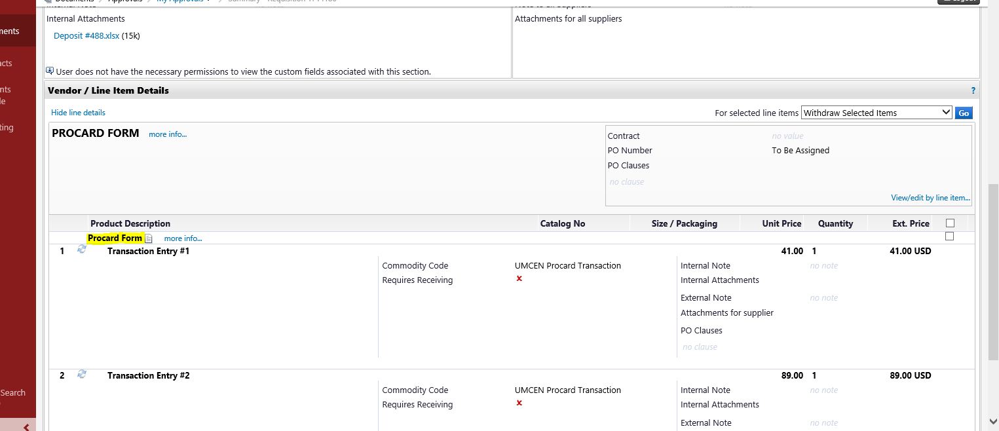 Documents > Approvals > My Approvals
Internal Attachments
Attachments for all suppliers
Deposit #488.xlsx (15k)
User does not have the necessary permissions to view the custom fields associated with this section.
Vendor / Line Item Details ?
Hide line details
For selected line items Withdraw Selected Items Go
PROCARD FORM more info...
Contract no value
PO Number To Be Assigned
PO Clauses
no clause
View/edit by line item...
Product Description Catalog No Size / Packaging Unit Price Quantity Ext. Price
Procard Form more info...
1 Transaction Entry #1 41.00 1 41.00 USD
Commodity Code UMCEN Procard Transaction
Requires Receiving ✘
Internal Note no note
Internal Attachments
External Note no note
Attachments for supplier
PO Clauses
no clause
2 Transaction Entry #2 89.00 1 89.00 USD
Commodity Code UMCEN Procard Transaction
Requires Receiving ✘
Internal Note no note
Internal Attachments
External Note no note
ments
acts
nts
le
ting
Search